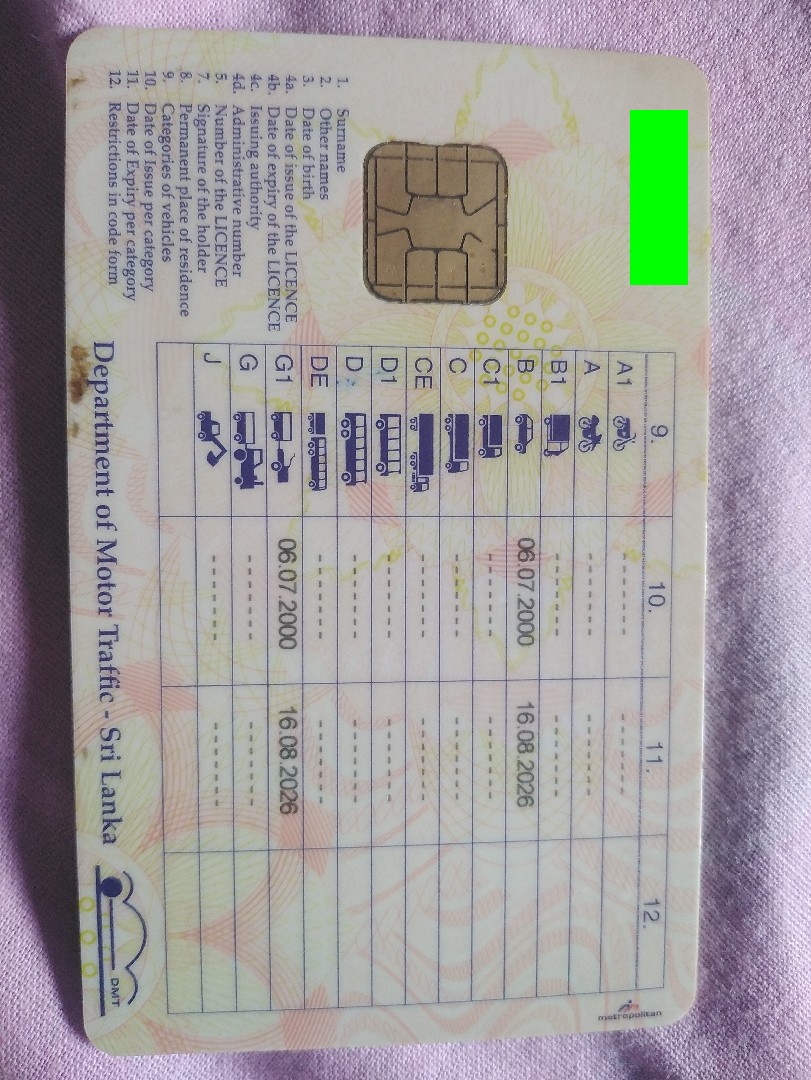 1. Surname
2. Other names
3. Date of birth
4a. Date of issue of the LICENCE
4b. Date of expiry of the LICENCE
4c. Issuing authority
4d. Administrative number
5. Number of the LICENCE
7. Signature of the holder
8. Permanent place of residence
9. Categories of vehicles
10. Date or Issue per category
11. Date of Expiry per category
12. Restrictions in code form
9. 10. 11. 12.
A1 ------ ------
A ------ ------
B1 ------ ------
B 06.07.2000 16.08.2026
C1 ------ ------
C ------ ------
CE ------ ------
D1 ------ ------
D ------ ------
DE ------ ------
G1 06.07.2000 16.08.2026
G ------ ------
J ------ ------
Department of Motor Traffic - Sri Lanka
DMT
metropolitan